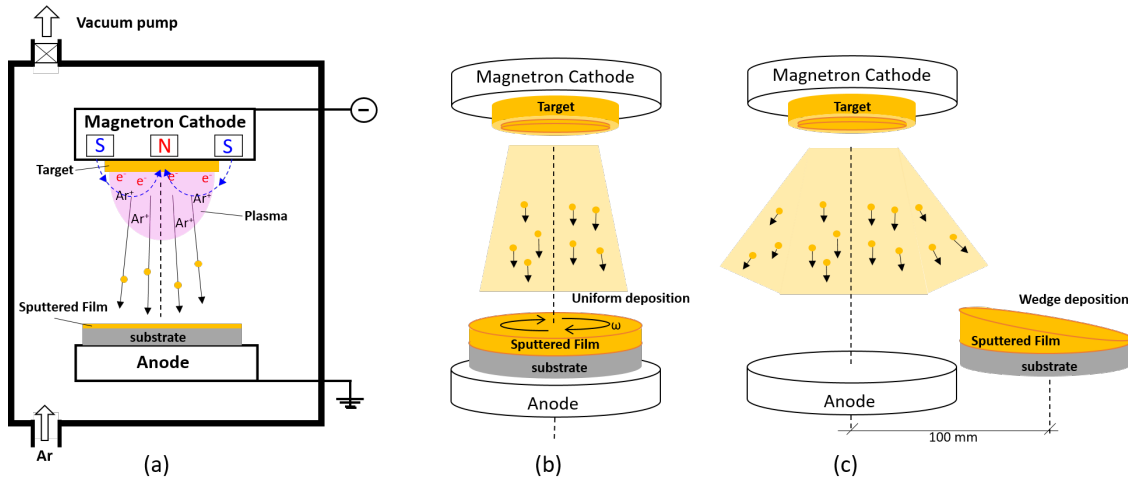 Vacuum pump
Magnetron Cathode
S N S
Target
e⁻ e⁻ e⁻ e⁻
Ar⁺ Ar⁺
Ar⁺ Ar⁺
Plasma
Sputtered Film
substrate
Anode
Ar
(a)
Magnetron Cathode
Target
Uniform deposition
ω
Sputtered Film
substrate
Anode
(b)
Magnetron Cathode
Target
Wedge deposition
Sputtered Film
substrate
Anode
100 mm
(c)